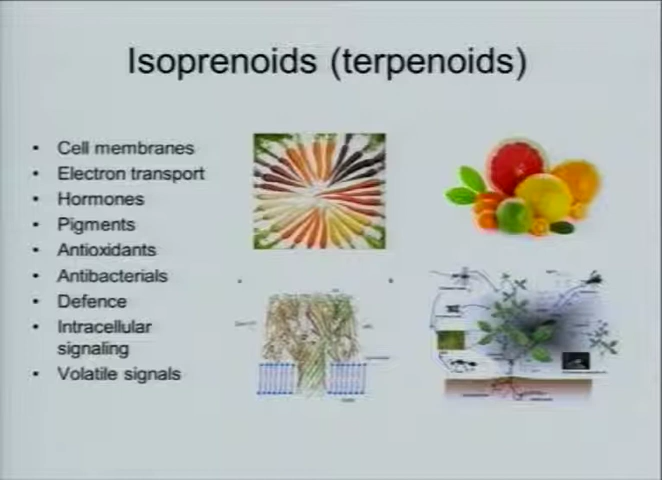 Isoprenoids (terpenoids)
• Cell membranes
• Electron transport
• Hormones
• Pigments
• Antioxidants
• Antibacterials
• Defence
• Intracellular
signaling
• Volatile signals